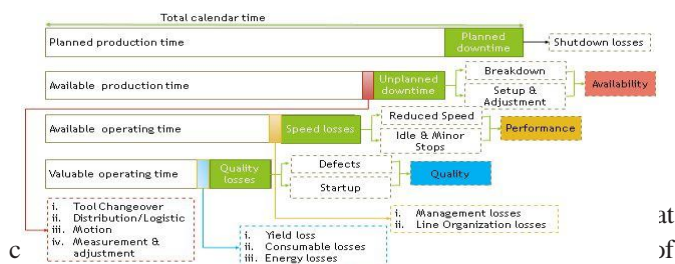 Total calendar time
Planned production time
Planned downtime
Shutdown losses
Available production time
Unplanned downtime
Breakdown
Setup & Adjustment
Availability
Available operating time
Speed losses
Reduced Speed
Idle & Minor Stops
Performance
Valuable operating time
Quality losses
Defects
Startup
Quality
i. Tool Changeover
ii. Distribution/Logistic
iii. Motion
iv. Measurement & adjustment
i. Yield loss
ii. Consumable losses
iii. Energy losses
i. Management losses
ii. Line Organization losses
at
c
of